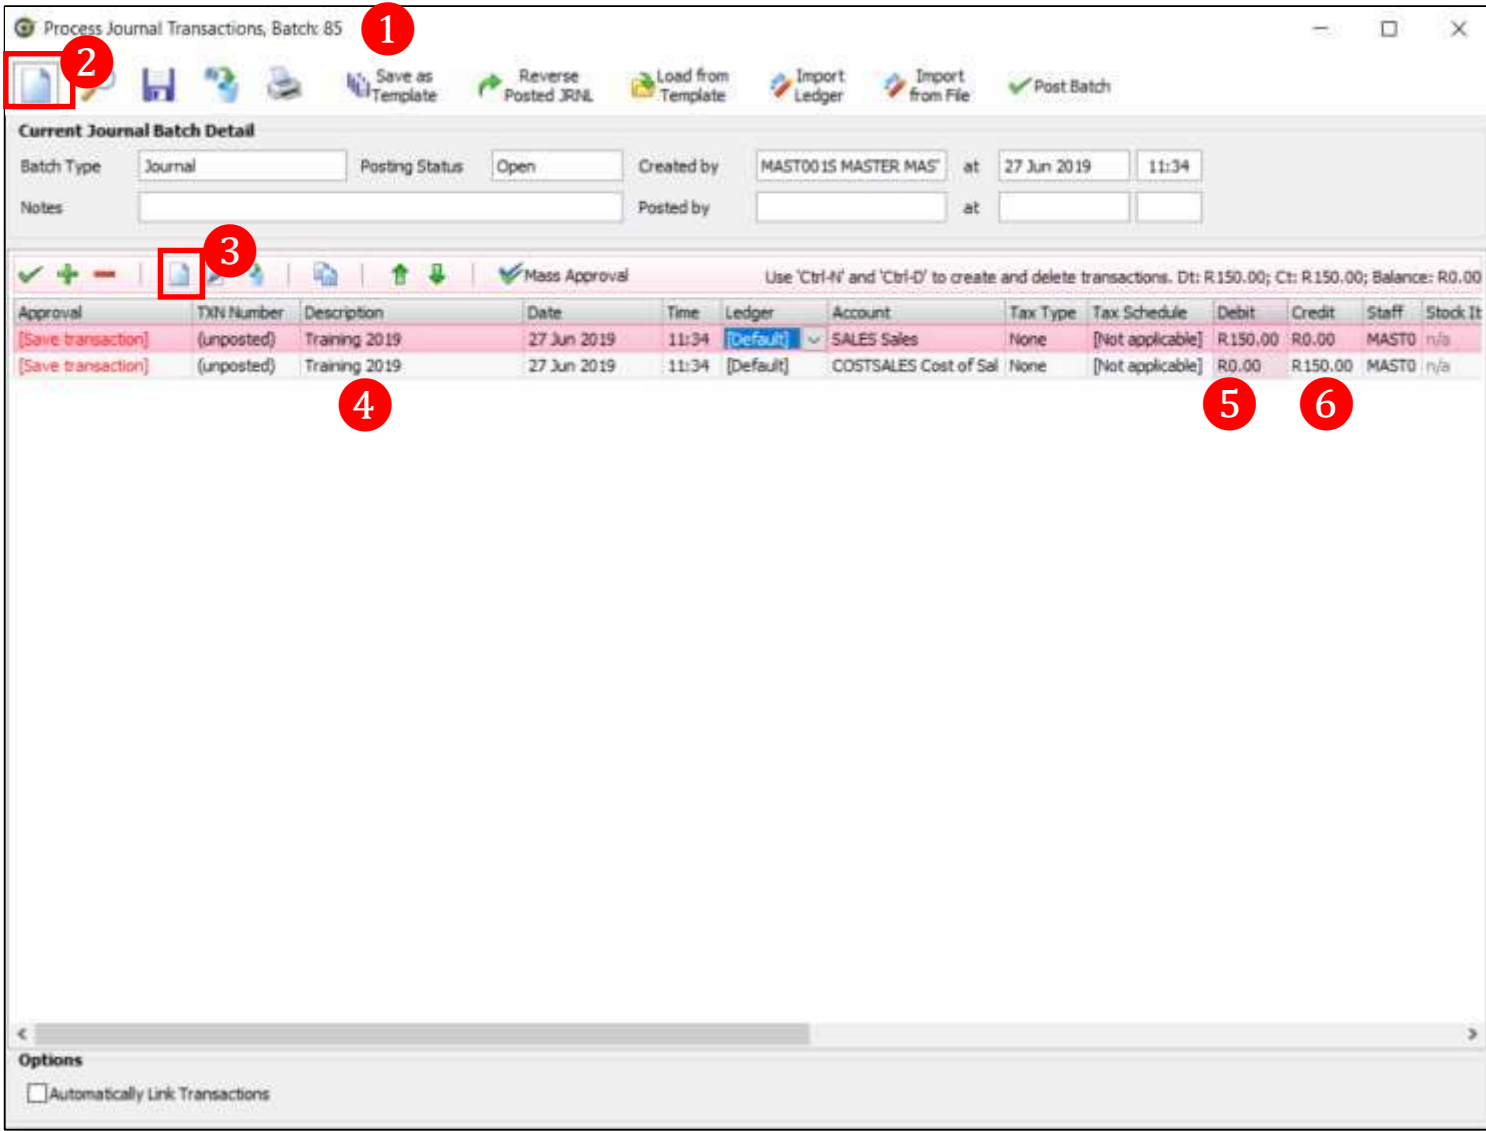 Process Journal Transactions, Batch: 85
1
2
Save as Template
Reverse Posted JRNL
Load from Template
Import Ledger
Import from File
Post Batch
Current Journal Batch Detail
Batch Type Journal Posting Status Open Created by MAST001S MASTER MAS at 27 Jun 2019 11:34
Notes Posted by at
3
Mass Approval Use 'Ctrl-N' and 'Ctrl-D' to create and delete transactions. Dt: R150.00; Ct: R150.00; Balance: R0.00
Approval TXN Number Description Date Time Ledger Account Tax Type Tax Schedule Debit Credit Staff Stock It
[Save transaction] (unposted) Training 2019 27 Jun 2019 11:34 [Default] SALES Sales None [Not applicable] R150.00 R0.00 MAST0 n/a
[Save transaction] (unposted) Training 2019 27 Jun 2019 11:34 [Default] COSTSALES Cost of Sal None [Not applicable] R0.00 R150.00 MAST0 n/a
4 5 6
Options
Automatically Link Transactions